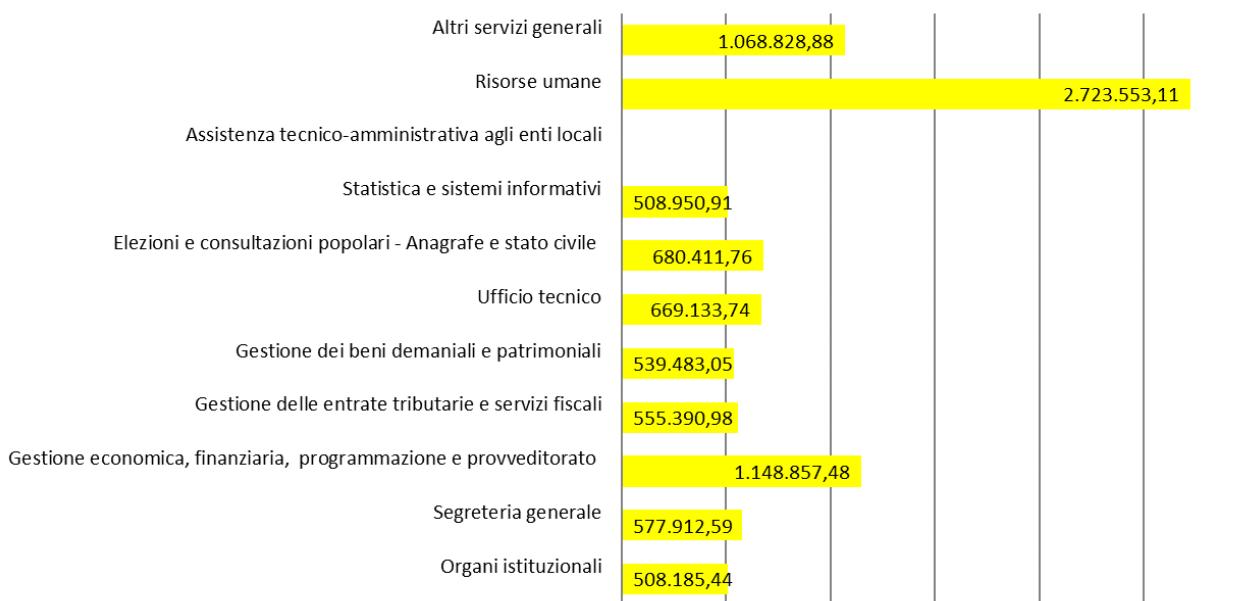 Altri servizi generali
1.068.828,88
Risorse umane
2.723.553,11
Assistenza tecnico-amministrativa agli enti locali
Statistica e sistemi informativi
508.950,91
Elezioni e consultazioni popolari - Anagrafe e stato civile
680.411,76
Ufficio tecnico
669.133,74
Gestione dei beni demaniali e patrimoniali
539.483,05
Gestione delle entrate tributarie e servizi fiscali
555.390,98
Gestione economica, finanziaria, programmazione e provveditorato
1.148.857,48
Segreteria generale
577.912,59
Organi istituzionali
508.185,44